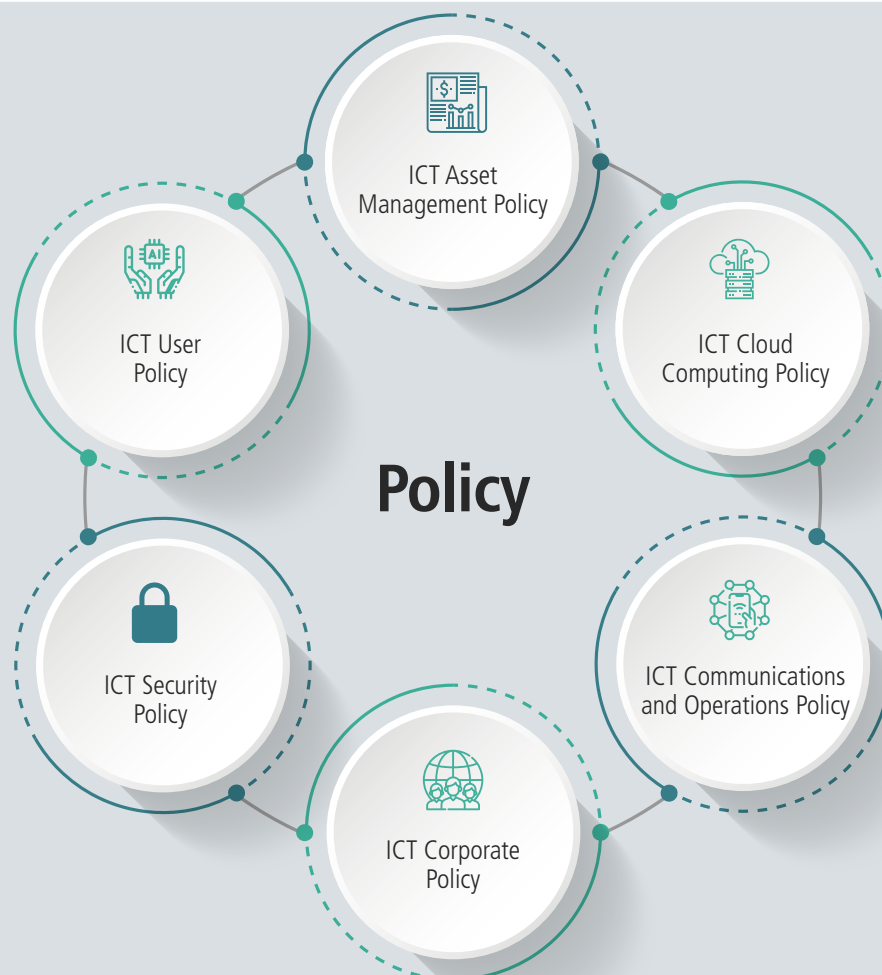 ICT Asset
Management Policy
ICT Cloud
Computing Policy
ICT Communications
and Operations Policy
ICT Corporate
Policy
ICT Security
Policy
ICT User
Policy
AI
$
Policy